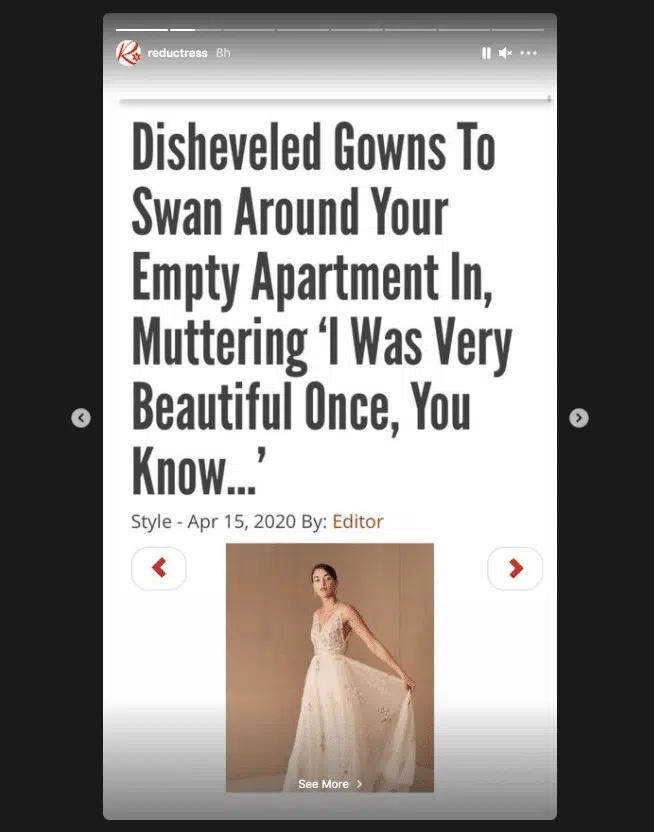 reductress 8h
Disheveled Gowns To
Swan Around Your
Empty Apartment In,
Muttering ‘I Was Very
Beautiful Once, You
Know...’
Style - Apr 15, 2020 By: Editor
See More